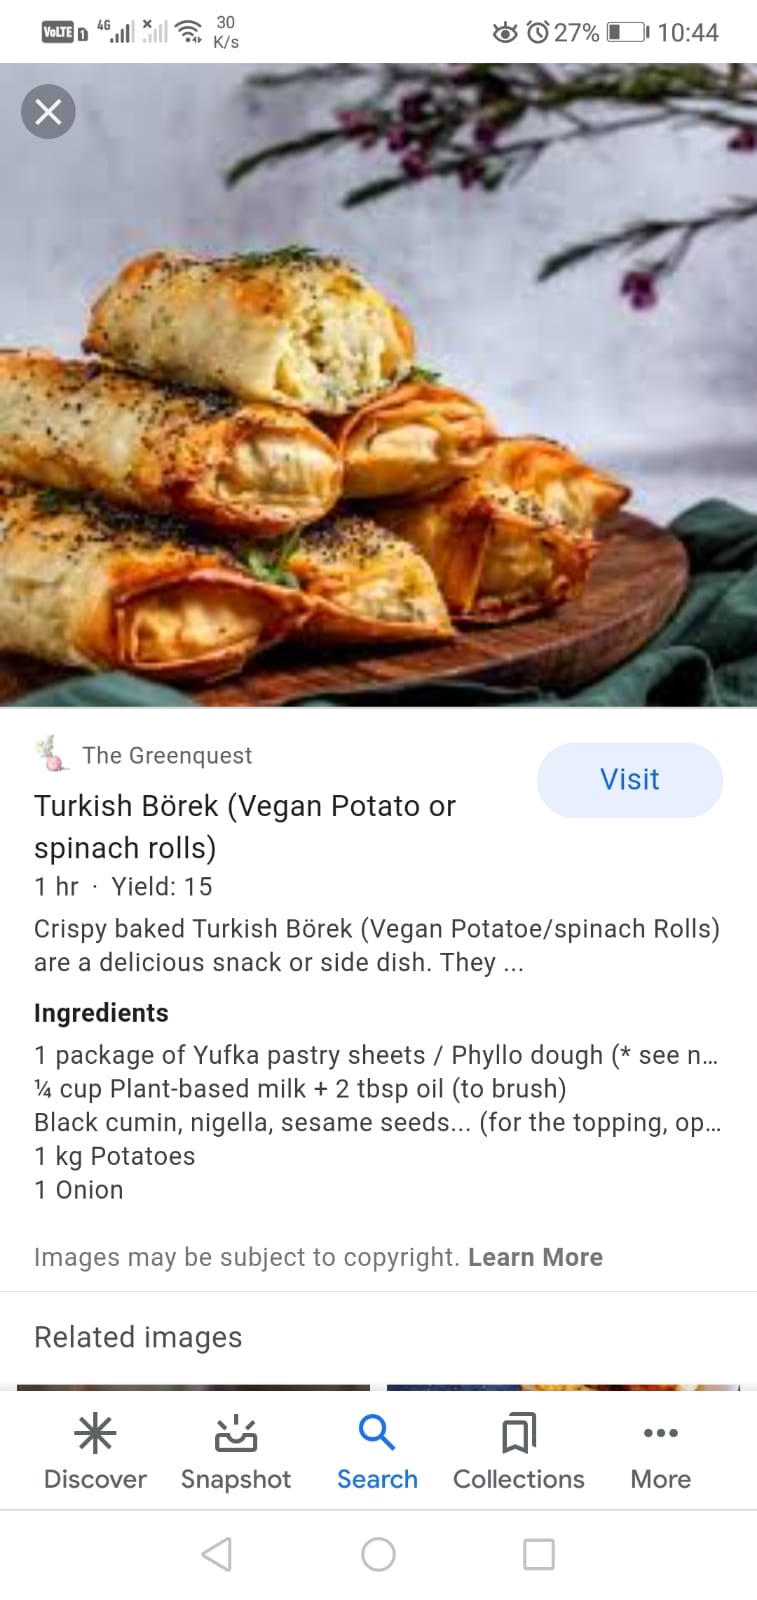 VoLTE 1 4G 30 K/s 27% 10:44
The Greenquest
Visit
Turkish Börek (Vegan Potato or
spinach rolls)
1 hr · Yield: 15
Crispy baked Turkish Börek (Vegan Potatoe/spinach Rolls)
are a delicious snack or side dish. They ...
Ingredients
1 package of Yufka pastry sheets / Phyllo dough (* see n...
¼ cup Plant-based milk + 2 tbsp oil (to brush)
Black cumin, nigella, sesame seeds... (for the topping, op...
1 kg Potatoes
1 Onion
Images may be subject to copyright. Learn More
Related images
Discover Snapshot Search Collections More